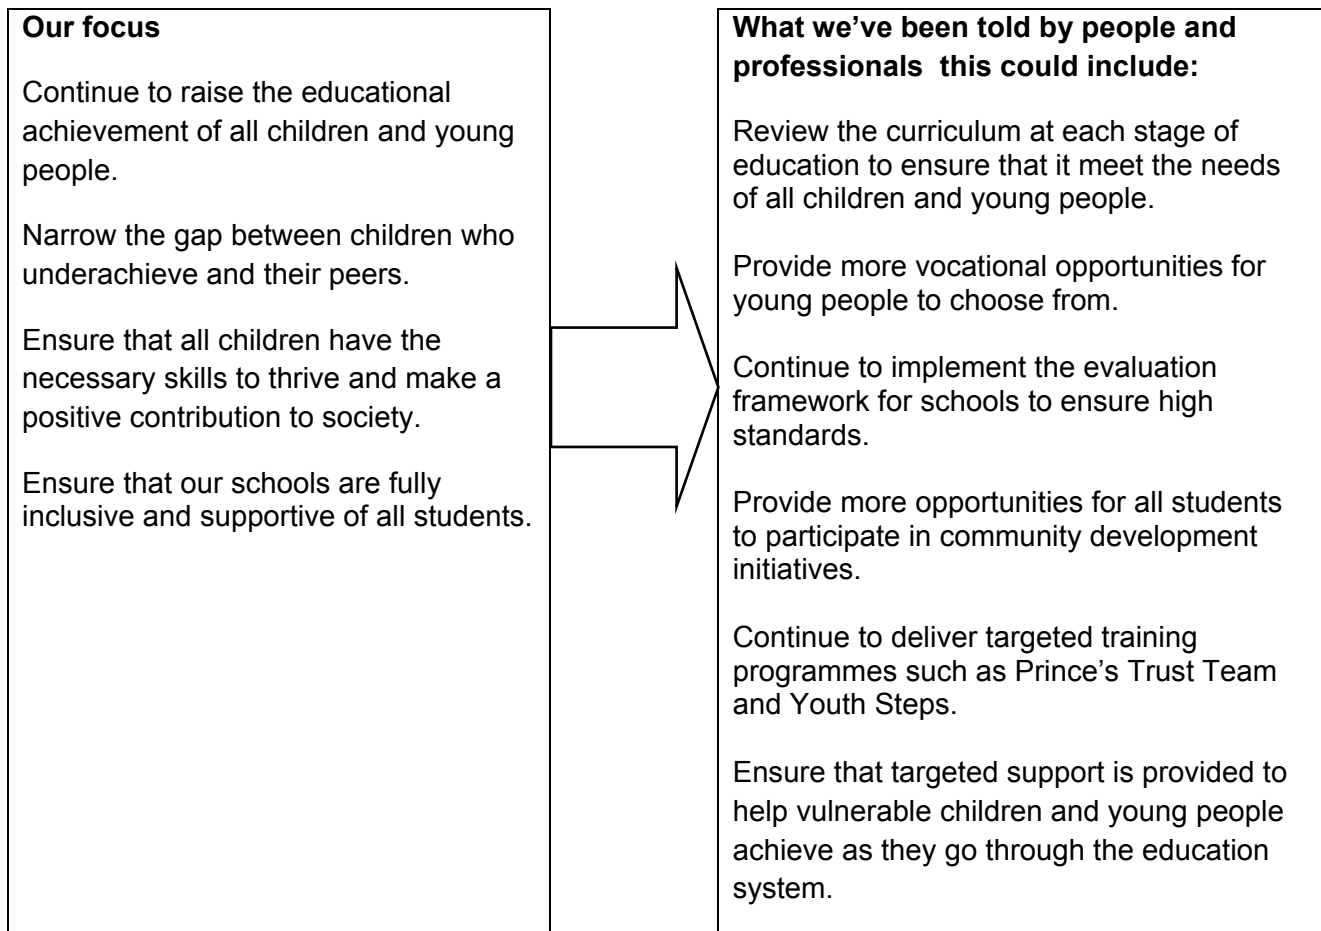 Our focus
Continue to raise the educational
achievement of all children and young
people.
Narrow the gap between children who
underachieve and their peers.
Ensure that all children have the
necessary skills to thrive and make a
positive contribution to society.
Ensure that our schools are fully
inclusive and supportive of all students.
What we’ve been told by people and
professionals  this could include:
Review the curriculum at each stage of
education to ensure that it meet the needs
of all children and young people.
Provide more vocational opportunities for
young people to choose from.
Continue to implement the evaluation
framework for schools to ensure high
standards.
Provide more opportunities for all students
to participate in community development
initiatives.
Continue to deliver targeted training
programmes such as Prince’s Trust Team
and Youth Steps.
Ensure that targeted support is provided to
help vulnerable children and young people
achieve as they go through the education
system.